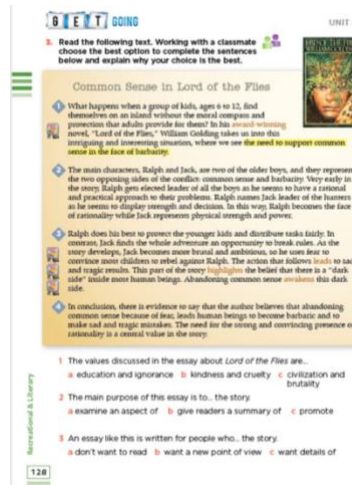 GET GOING
UNIT
3. Read the following text. Working with a classmate
choose the best option to complete the sentences
below and explain why your choice is the best.
Common Sense in Lord of the Flies
1 What happens when a group of kids, ages 6 to 12, find
themselves on an island without the moral compass and
protection that adults provide for them? In his award-winning
novel, "Lord of the Flies," William Golding takes us into this
intriguing and interesting situation, where we see the need to support common
sense in the face of barbarity.
2 The main characters, Ralph and Jack, are two of the older boys, and they represen
the two opposing sides of the conflict: common sense and barbarity. Very early in
the story, Ralph gets elected leader of all the boys as he seems to have a rational
and practical approach to their problems. Ralph names Jack leader of the hunters
as he seems to display strength and decision. In this way, Ralph becomes the face
of rationality while Jack represents physical strength and power.
3 Ralph does his best to protect the younger kids and distribute tasks fairly. In
contrast, Jack finds the whole adventure an opportunity to break rules. As the
story develops, Jack becomes more brutal and ambitious, so he uses fear to
convince most children to rebel against Ralph. The action that follows leads to sad
and tragic results. This part of the story highlights the belief that there is a "dark
side" inside most human beings. Abandoning common sense awakens this dark
side.
4 In conclusion, there is evidence to say that the author believes that abandoning
common sense because of fear, leads human beings to become barbaric and to
make sad and tragic mistakes. The need for the strong and convincing presence o
rationality is a central value in the story.
1 The values discussed in the essay about Lord of the Flies are...
a education and ignorance b kindness and cruelty c civilization and
brutality
2 The main purpose of this essay is to.. the story.
a examine an aspect of b give readers a summary of c promote
3 An essay like this is written for people who.. the story.
a don't want to read b want a new point of view c want details of
Recreational & Literary
128